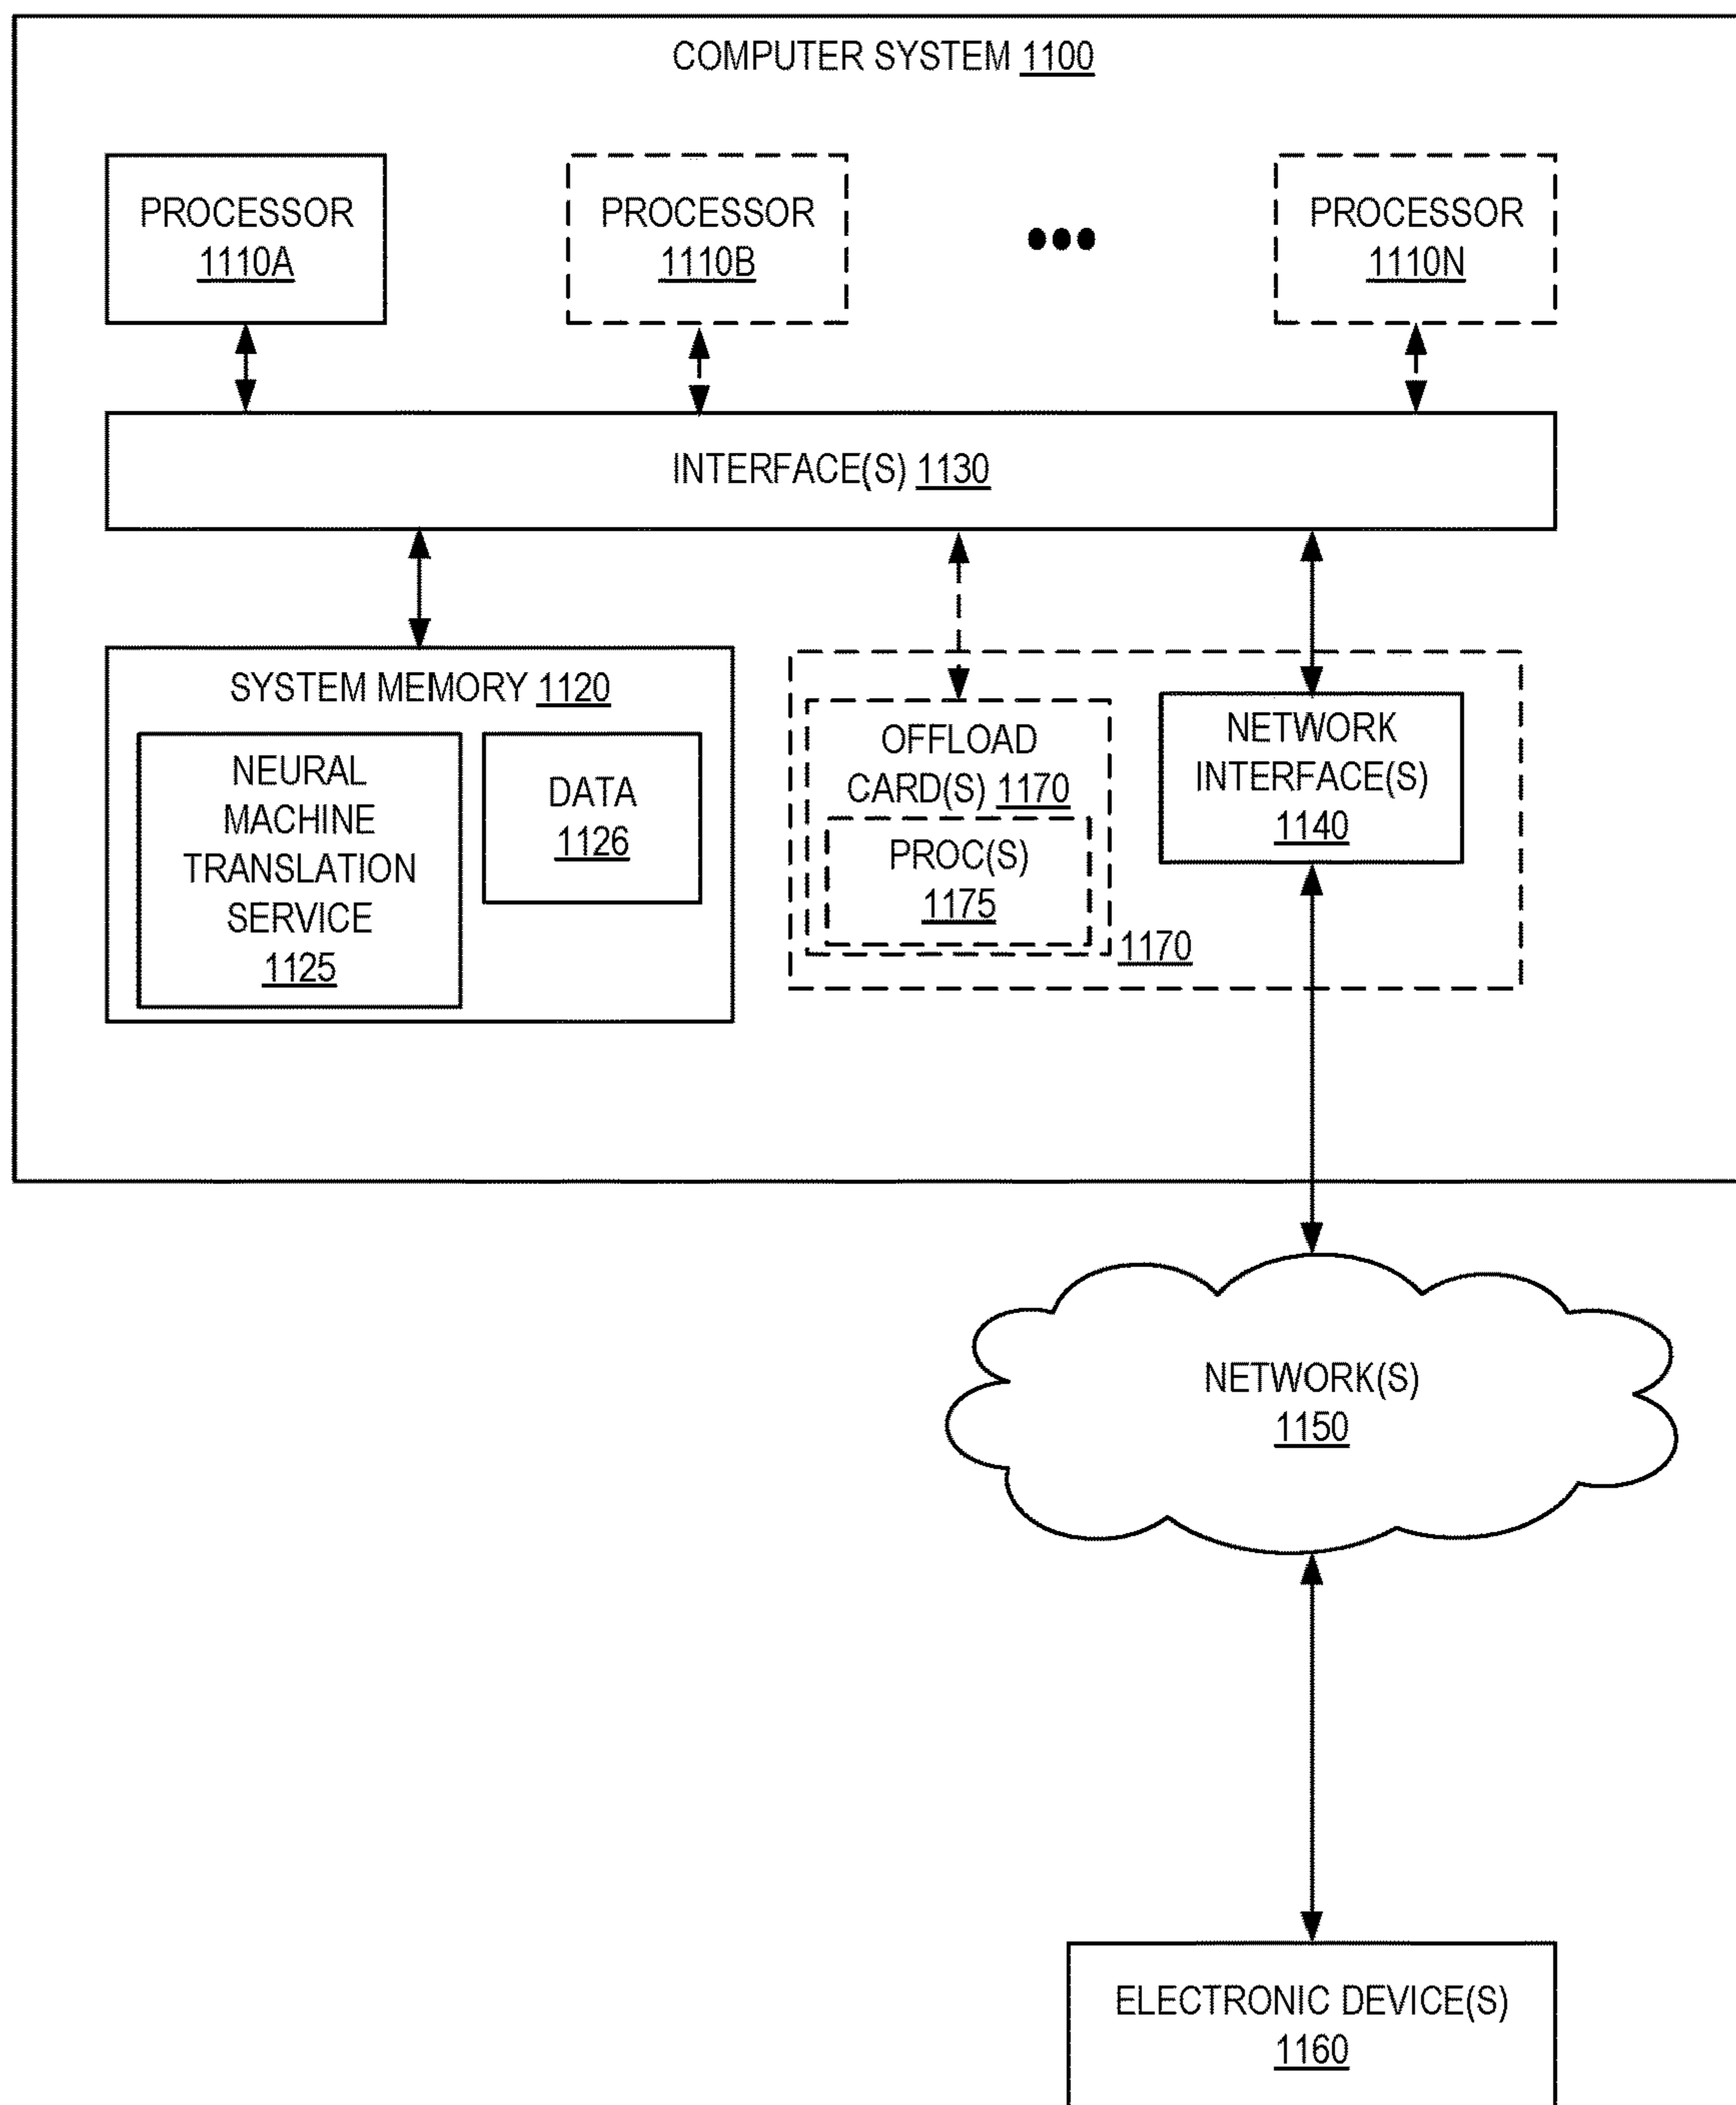 COMPUTER SYSTEM 1100
PROCESSOR
1110A
PROCESSOR
1110B
PROCESSOR
1110N
INTERFACE(S) 1130
SYSTEM MEMORY 1120
NEURAL
MACHINE
TRANSLATION
SERVICE
1125
DATA
1126
OFFLOAD
CARD(S) 1170
PROC(S)
1175
1170
NETWORK
INTERFACE(S)
1140
NETWORK(S)
1150
ELECTRONIC DEVICE(S)
1160